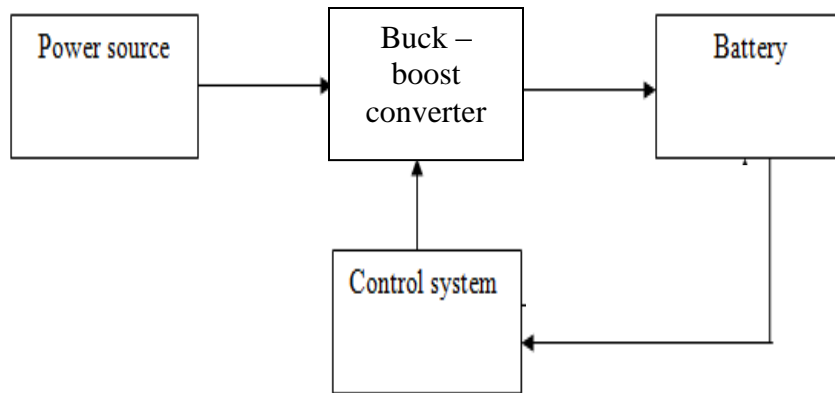 Power source
Buck –
boost
converter
Battery
Control system